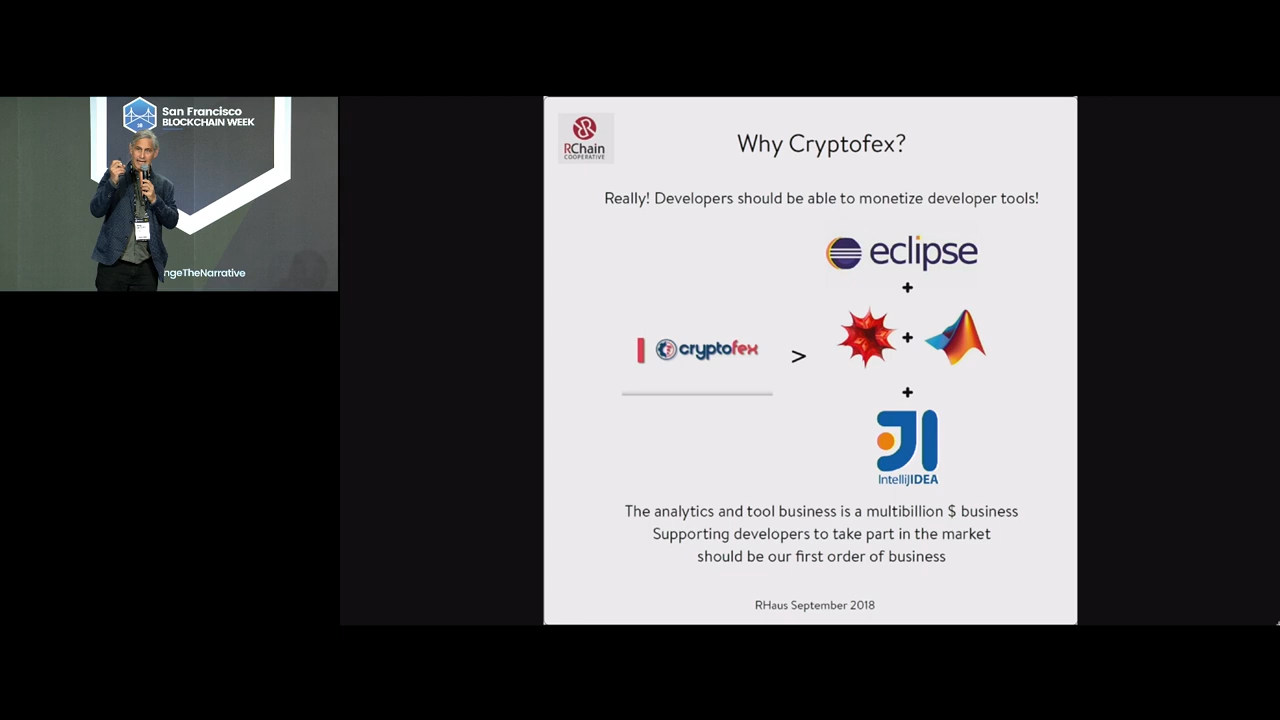 San Francisco
BLOCKCHAIN WEEK
ngeTheNarrative
RChain
COOPERATIVE
Why Cryptofex?
Really! Developers should be able to monetize developer tools!
eclipse
+
+
cryptofex
>
+
IntelliJIDEA
The analytics and tool business is a multibillion $ business
Supporting developers to take part in the market
should be our first order of business
RHaus September 2018